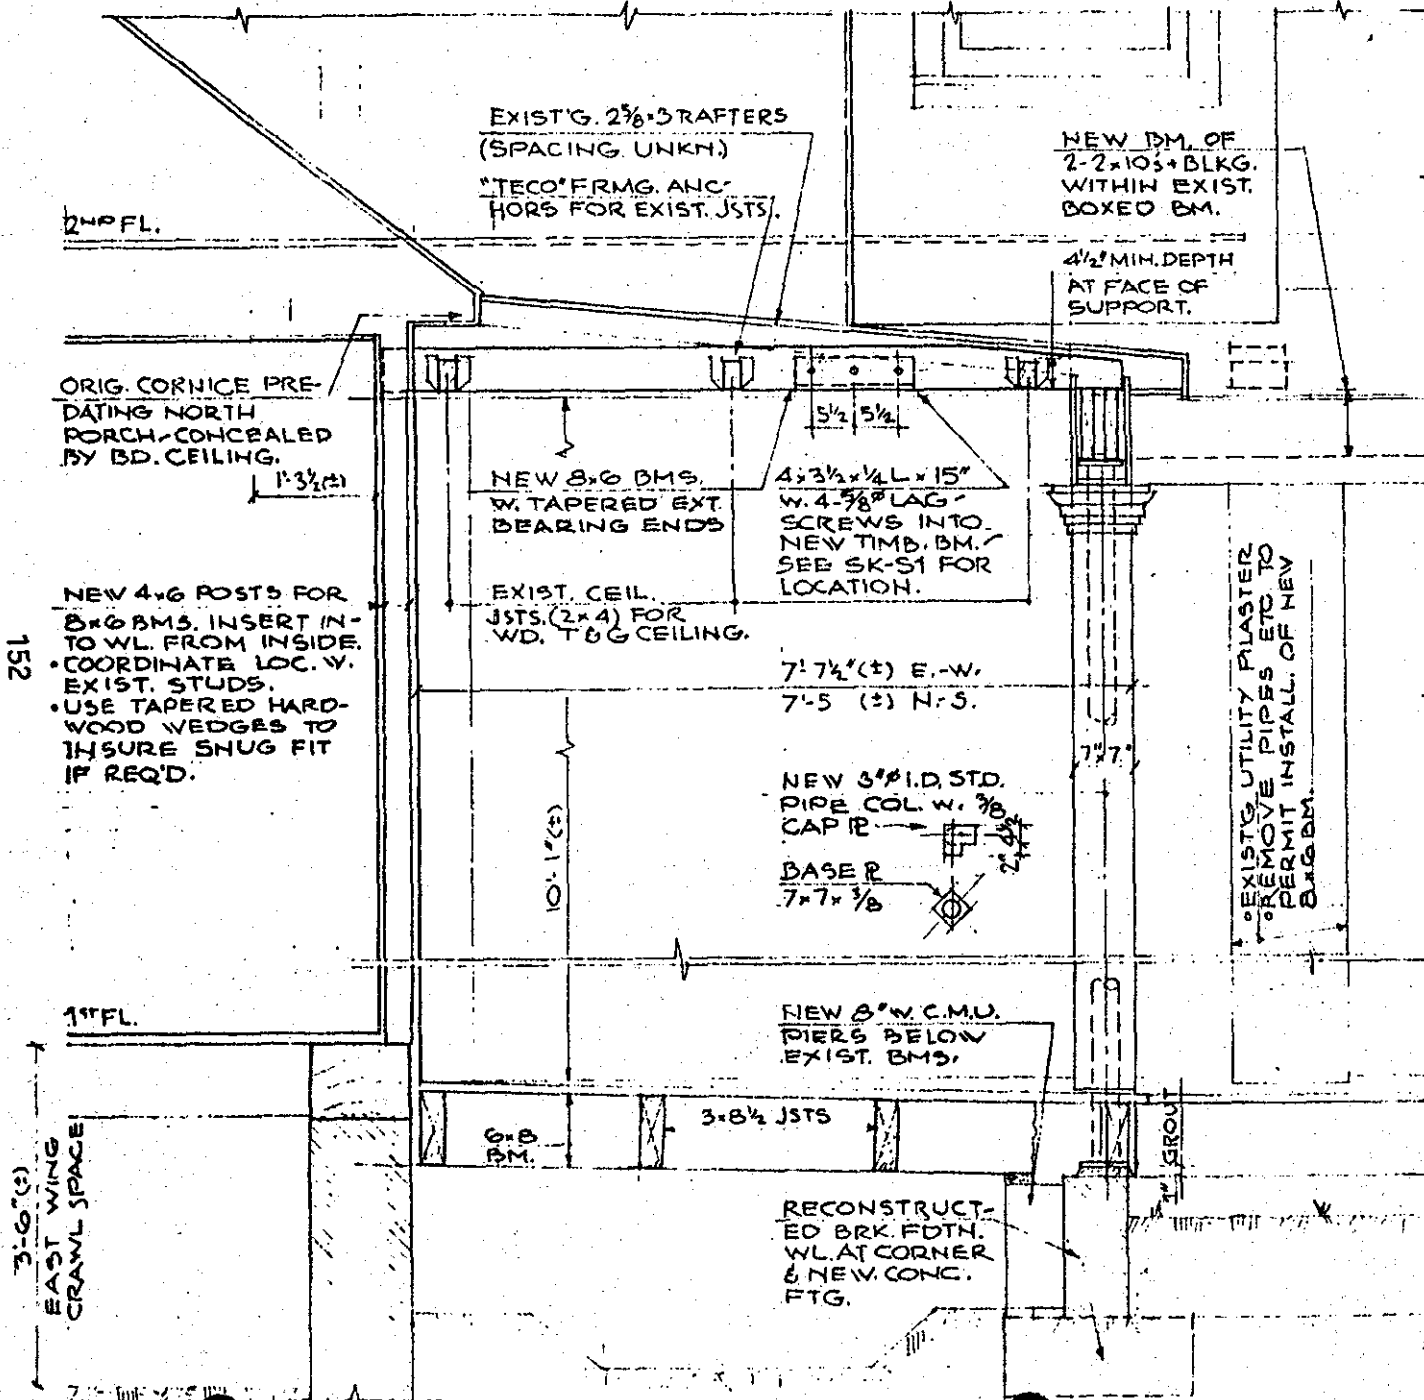 EXIST'G. 2⅝×3 RAFTERS
(SPACING UNKN.)
"TECO" FRMG. ANC-
HORS FOR EXIST. JSTS.
NEW BM. OF
2-2×10's + BLKG.
WITHIN EXIST.
BOXED BM.
2ND FL.
4½" MIN. DEPTH
AT FACE OF
SUPPORT.
ORIG. CORNICE PRE-
DATING NORTH
PORCH-CONCEALED
BY BD. CEILING.
1'-3½(±)
5½ 5½
NEW 8×6 BMS.
W. TAPERED EXT.
BEARING ENDS
4×3½×¼ L × 15"
W. 4-⅝"ø LAG
SCREWS INTO
NEW TIMB. BM.-
SEE SK-S1 FOR
LOCATION.
EXIST. CEIL.
JSTS. (2×4) FOR
WD. T & G CEILING.
NEW 4×6 POSTS FOR
8×6 BMS. INSERT IN-
TO WL. FROM INSIDE.
•COORDINATE LOC. W.
EXIST. STUDS.
•USE TAPERED HARD-
WOOD WEDGES TO
INSURE SNUG FIT
IF REQ'D.
152
7'-7½"(±) E.-W.
7'-5 (±) N.-S.
7"×7"
•EXIST'G UTILITY PILASTER
•REMOVE PIPES ETC. TO
PERMIT INSTALL. OF NEW
8×6 BM.
NEW 3"ø I.D. STD.
PIPE COL. W. ⅜
CAP PL
2" 4½"
BASE PL
7×7×⅜
10'-1"(±)
1ST FL.
NEW 8" W. C.M.U.
PIERS BELOW
EXIST. BMS.
3×8½ JSTS
6×8
BM.
1" GROUT
3'-6"(±)
EAST WING
CRAWL SPACE
RECONSTRUCT-
ED BRK. FDTN.
WL. AT CORNER
& NEW CONC.
FTG.